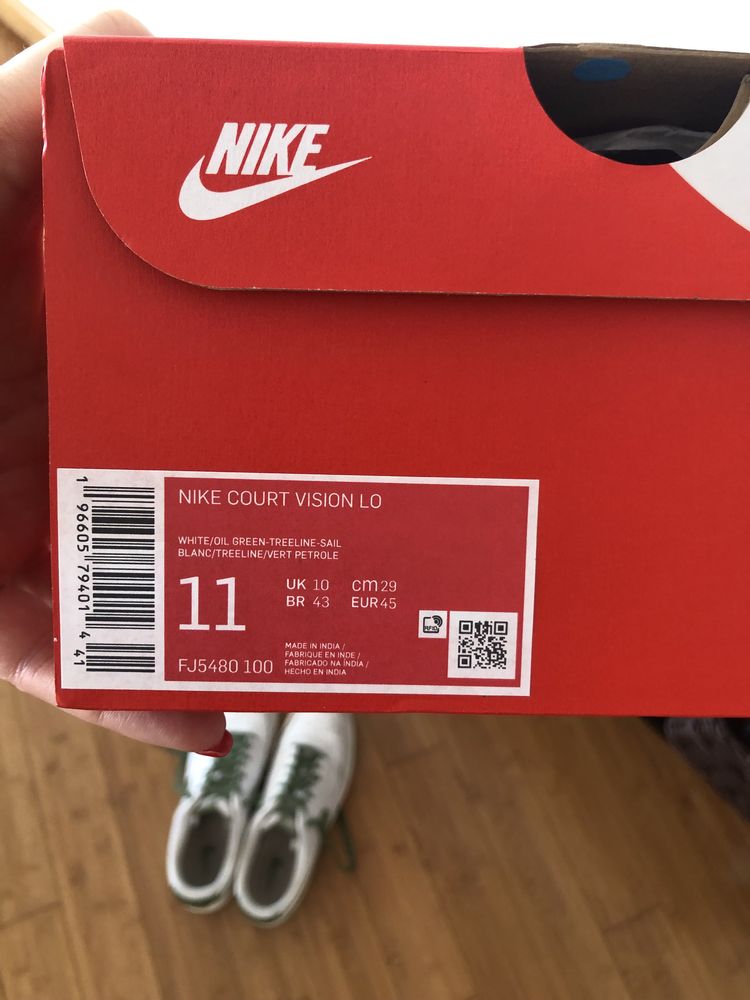 NIKE
NIKE COURT VISION LO
WHITE/OIL GREEN-TREELINE-SAIL
BLANC/TREELINE/VERT PETROLE
11
UK 10 cm 29
BR 43 EUR 45
RFID
FJ5480 100
MADE IN INDIA /
FABRIQUE EN INDE /
FABRICADO NA ÍNDIA /
HECHO EN INDIA
1 96605 79401 4 41